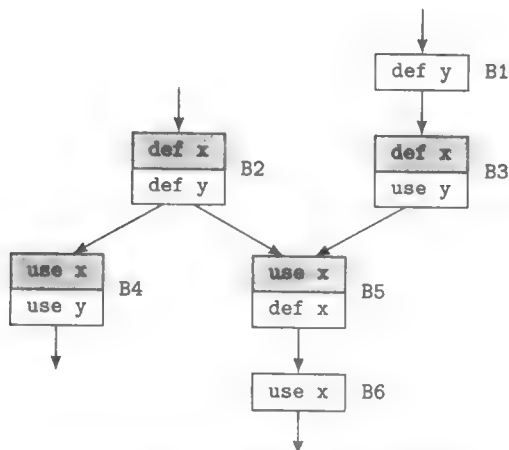 def y B1
def x
def y
B2
def x
use y
B3
use x
use y
B4
use x
def x
B5
use x B6